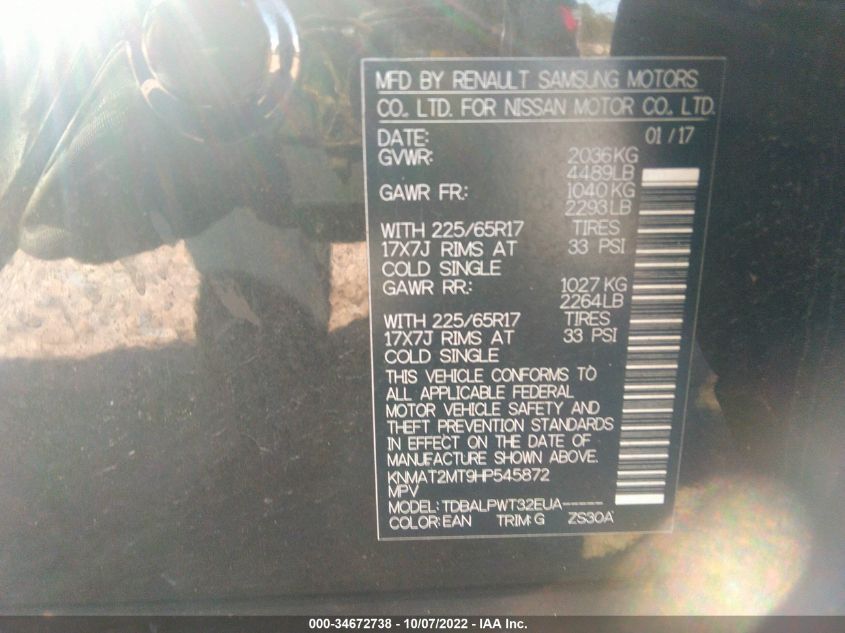 MFD BY RENAULT SAMSUNG MOTORS
CO., LTD. FOR NISSAN MOTOR CO., LTD.
DATE: 01 / 17
GVWR: 2036KG
4489LB
GAWR FR.: 1040KG
2293LB
WITH 225/65R17 TIRES
17X7J RIMS AT 33 PSI
COLD SINGLE
GAWR RR.: 1027KG
2264LB
WITH 225/65R17 TIRES
17X7J RIMS AT 33 PSI
COLD SINGLE
THIS VEHICLE CONFORMS TO
ALL APPLICABLE FEDERAL
MOTOR VEHICLE SAFETY AND
THEFT PREVENTION STANDARDS
IN EFFECT ON THE DATE OF
MANUFACTURE SHOWN ABOVE.
KNMAT2MT9HP545872
MPV
MODEL: TDBALPWT32EUA-----
COLOR:EAN TRIM:G ZS30A
000-34672738 - 10/07/2022 - IAA Inc.